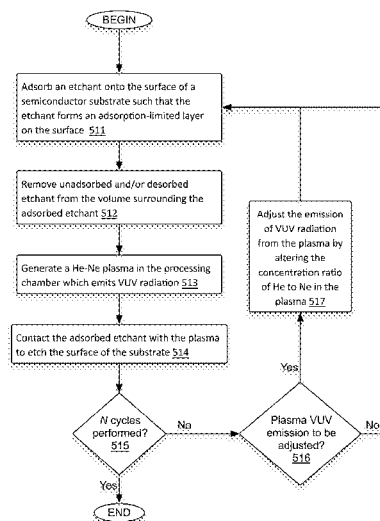 BEGIN
Adsorb an etchant onto the surface of a
semiconductor substrate such that the
etchant forms an adsorption-limited layer
on the surface 511
Remove unadsorbed and/or desorbed
etchant from the volume surrounding the
adsorbed etchant 512
Generate a He-Ne plasma in the processing
chamber which emits VUV radiation 513
Contact the adsorbed etchant with the plasma
to etch the surface of the substrate 514
N cycles
performed?
515
No
Yes
END
Adjust the emission
of VUV radiation
from the plasma by
altering the
concentration ratio
of He to Ne in the
plasma 517
Yes
Plasma VUV
emission to be
adjusted?
516
No